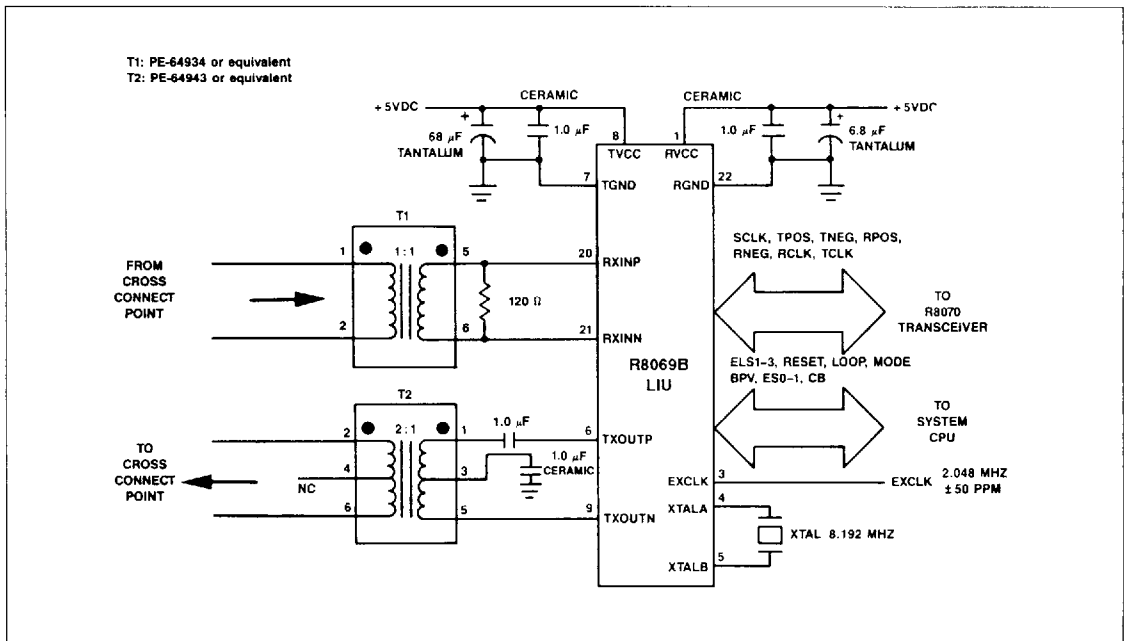 T1: PE-64934 or equivalent
T2: PE-64943 or equivalent
CERAMIC
CERAMIC
+5VDC
+5VDC
+
68 µF
TANTALUM
1.0 µF
1.0 µF
+
6.8 µF
TANTALUM
8
1
TVCC
RVCC
7
TGND
RGND
22
T1
1
1:1
5
20
RXINP
FROM
CROSS
CONNECT
POINT
120 Ω
2
6
21
RXINN
SCLK, TPOS, TNEG, RPOS,
RNEG, RCLK, TCLK
TO
R8070
TRANSCEIVER
R8069B
LIU
ELS1-3, RESET, LOOP, MODE
BPV, ES0-1, CB
TO
SYSTEM
CPU
T2
2
2:1
1
1.0 µF
6
TXOUTP
TO
CROSS
CONNECT
POINT
4
NC
3
1.0 µF
CERAMIC
6
5
9
TXOUTN
EXCLK
3
EXCLK
2.048 MHZ
±50 PPM
XTALA
4
XTAL 8.192 MHZ
XTALB
5